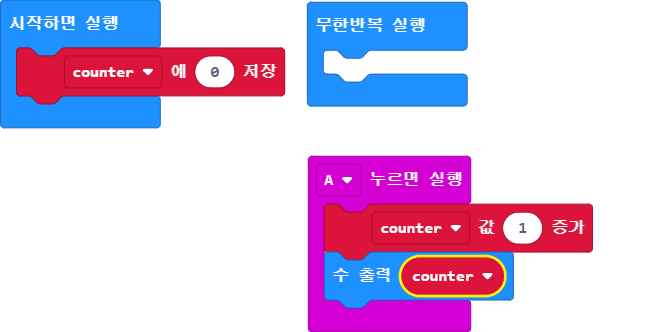 시작하면 실행
counter 에 0 저장
무한반복 실행
A 누르면 실행
counter 값 1 증가
수 출력 counter